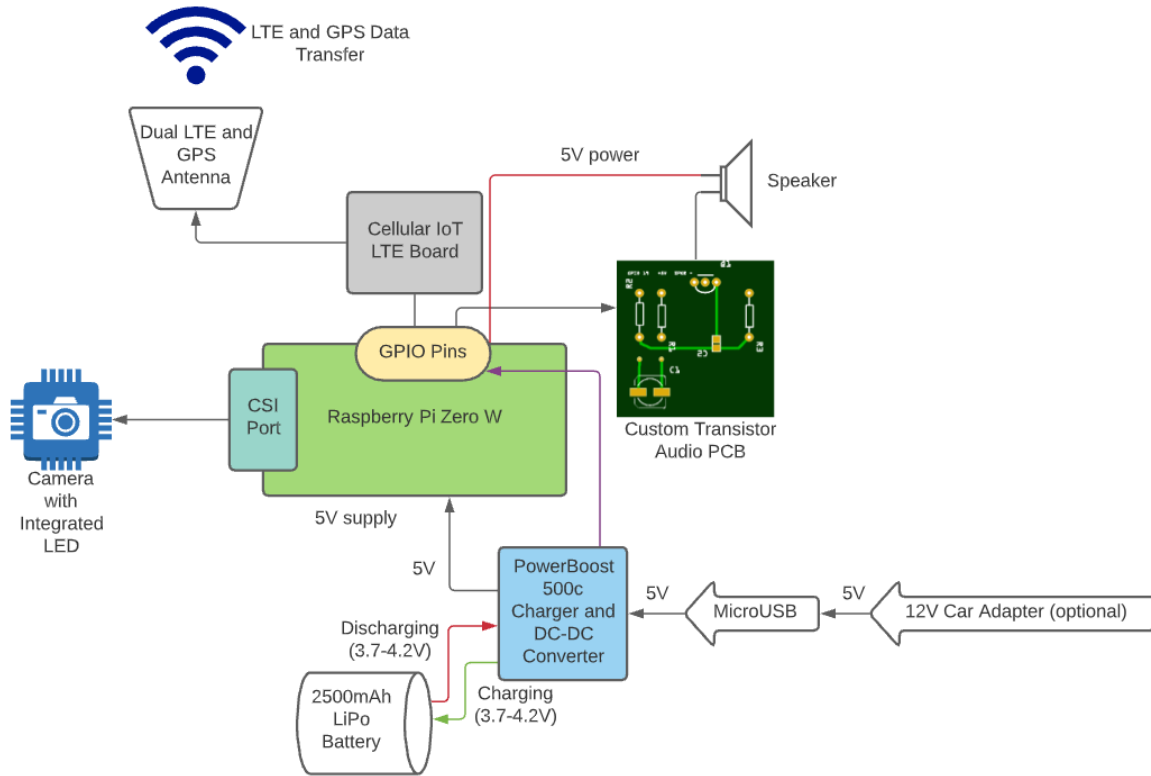 LTE and GPS Data
Transfer
Dual LTE and
GPS
Antenna
5V power
Speaker
Cellular IoT
LTE Board
GPIO Pins
CSI
Port
Raspberry Pi Zero W
C2
C1
Custom Transistor
Audio PCB
Camera
with
Integrated
LED
5V supply
5V
PowerBoost
500c
Charger and
DC-DC
Converter
5V
MicroUSB
5V
12V Car Adapter (optional)
Discharging
(3.7-4.2V)
Charging
(3.7-4.2V)
2500mAh
LiPo
Battery